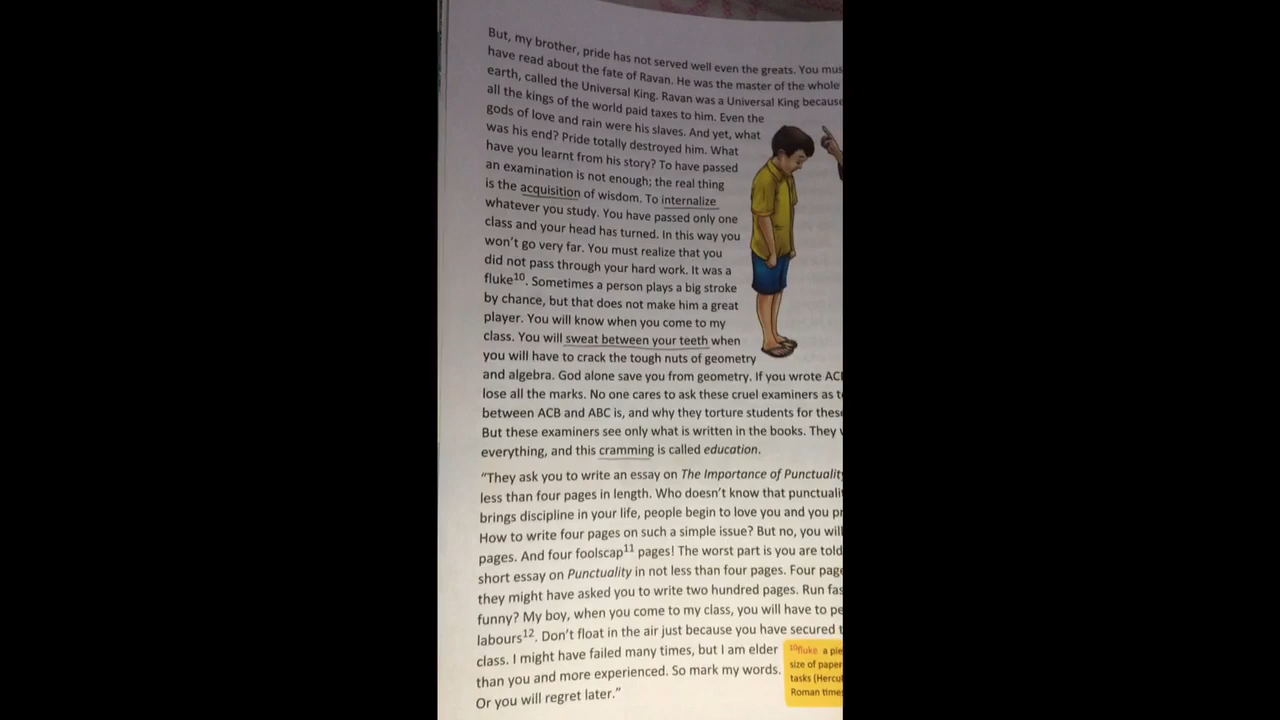 But, my brother, pride has not served well even the greats. You mus
have read about the fate of Ravan. He was the master of the whole
earth, called the Universal King. Ravan was a Universal King because
all the kings of the world paid taxes to him. Even the
gods of love and rain were his slaves. And yet, what
was his end? Pride totally destroyed him. What
have you learnt from his story? To have passed
an examination is not enough; the real thing
is the acquisition of wisdom. To internalize
whatever you study. You have passed only one
class and your head has turned. In this way you
won't go very far. You must realize that you
did not pass through your hard work. It was a
fluke10. Sometimes a person plays a big stroke
by chance, but that does not make him a great
player. You will know when you come to my
class. You will sweat between your teeth when
you will have to crack the tough nuts of geometry
and algebra. God alone save you from geometry. If you wrote AC
lose all the marks. No one cares to ask these cruel examiners as t
between ACB and ABC is, and why they torture students for thes
But these examiners see only what is written in the books. They
everything, and this cramming is called education.
"They ask you to write an essay on The Importance of Punctuality
less than four pages in length. Who doesn't know that punctuali
brings discipline in your life, people begin to love you and you p
How to write four pages on such a simple issue? But no, you will
pages. And four foolscap11 pages! The worst part is you are told
short essay on Punctuality in not less than four pages. Four page
they might have asked you to write two hundred pages. Run fas
funny? My boy, when you come to my class, you will have to pe
labours12. Don't float in the air just because you have secured t
class. I might have failed many times, but I am elder
than you and more experienced. So mark my words.
Or you will regret later."
10fluke a pie
size of paper
tasks (Hercul
Roman times